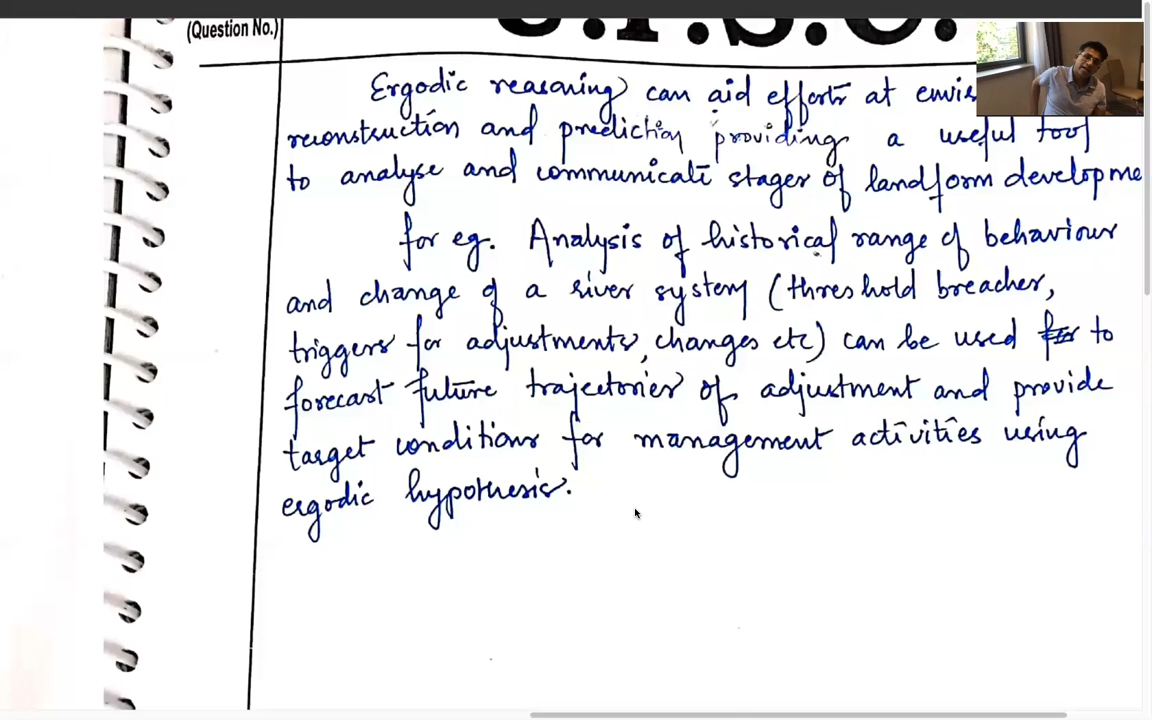 (Question No.)
U.P.S.C.
Ergodic reasoning can aid efforts at
reconstruction and prediction providing a useful tool
to analyse and communicate stages of landform developme
for eg. Analysis of historical range of behaviour
and change of a river system (threshold breacher,
triggers for adjustments, changes etc) can be used to
forecast future trajectories of adjustment and provide
target conditions for management activities using
ergodic hypothesis.